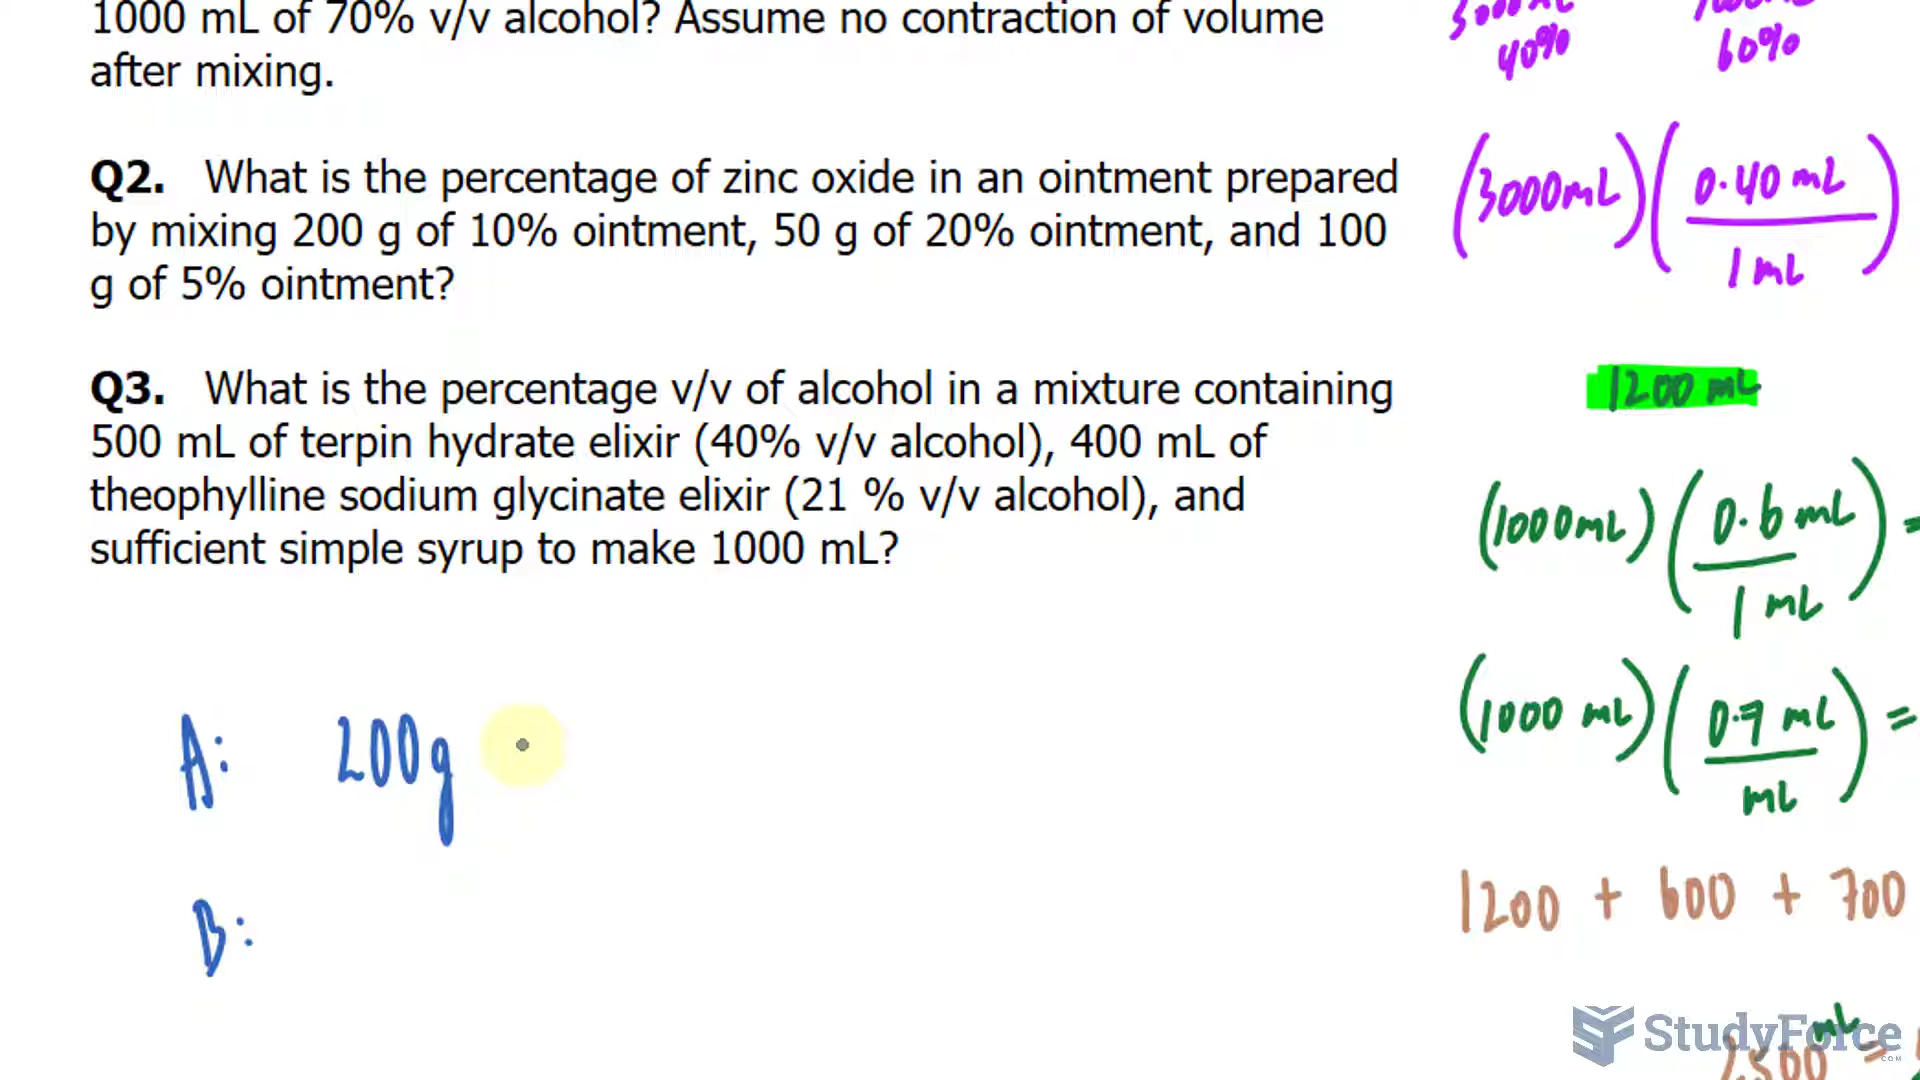 1000 mL of 70% v/v alcohol? Assume no contraction of volume
after mixing.
Q2. What is the percentage of zinc oxide in an ointment prepared
by mixing 200 g of 10% ointment, 50 g of 20% ointment, and 100
g of 5% ointment?
Q3. What is the percentage v/v of alcohol in a mixture containing
500 mL of terpin hydrate elixir (40% v/v alcohol), 400 mL of
theophylline sodium glycinate elixir (21 % v/v alcohol), and
sufficient simple syrup to make 1000 mL?
A: 200g
B:
40% 60%
(3000mL) (0.40 mL
1 mL)
1200 mL
(1000mL) (0.6 mL
1 mL) =
(1000 mL) (0.7 mL
mL) =
1200 + 600 + 700
mL
=
StudyForce
.COM